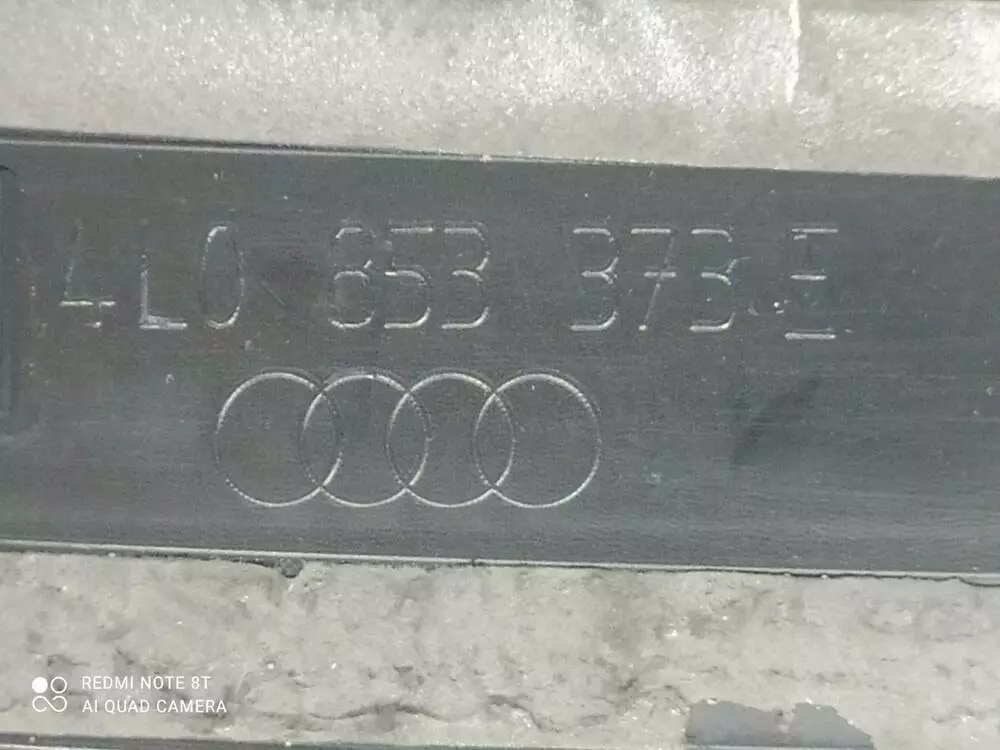 4L0 853 373 E
REDMI NOTE 8T
AI QUAD CAMERA